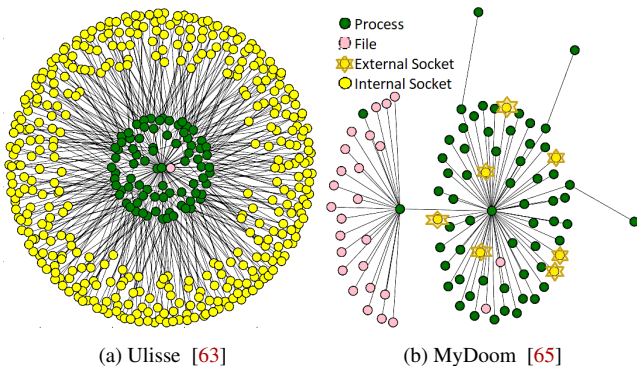 Process
File
External Socket
Internal Socket
(a) Ulisse [63]
(b) MyDoom [65]